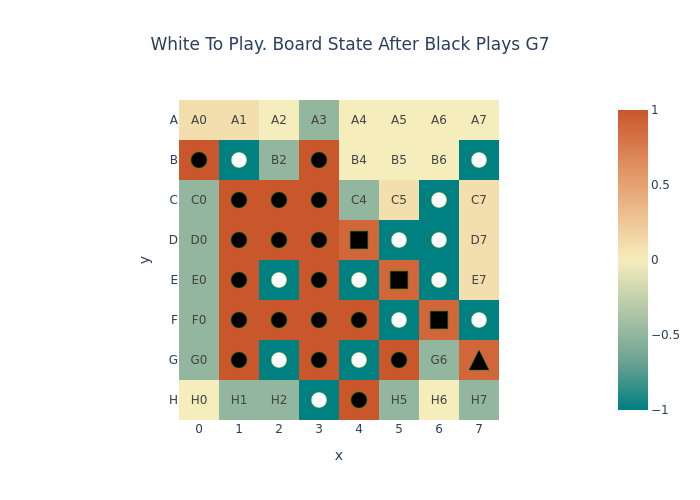 White To Play. Board State After Black Plays G7
A A0 A1 A2 A3 A4 A5 A6 A7
B B2 B4 B5 B6
C C0 C4 C5 C7
D D0 D7
E E0 E7
F F0
G G0 G6
H H0 H1 H2 H5 H6 H7
0 1 2 3 4 5 6 7
x
y
1
0.5
0
−0.5
−1